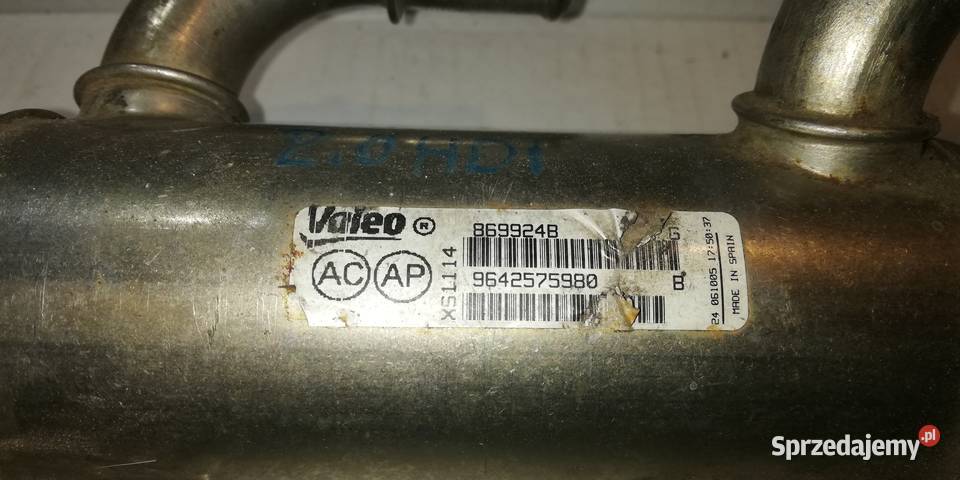 2.0 HDI
Valeo ®
869924B
G
AC AP
XS1114
9642575980
B
24 061005 17:50:37
MADE IN SPAIN
Sprzedajemy.pl